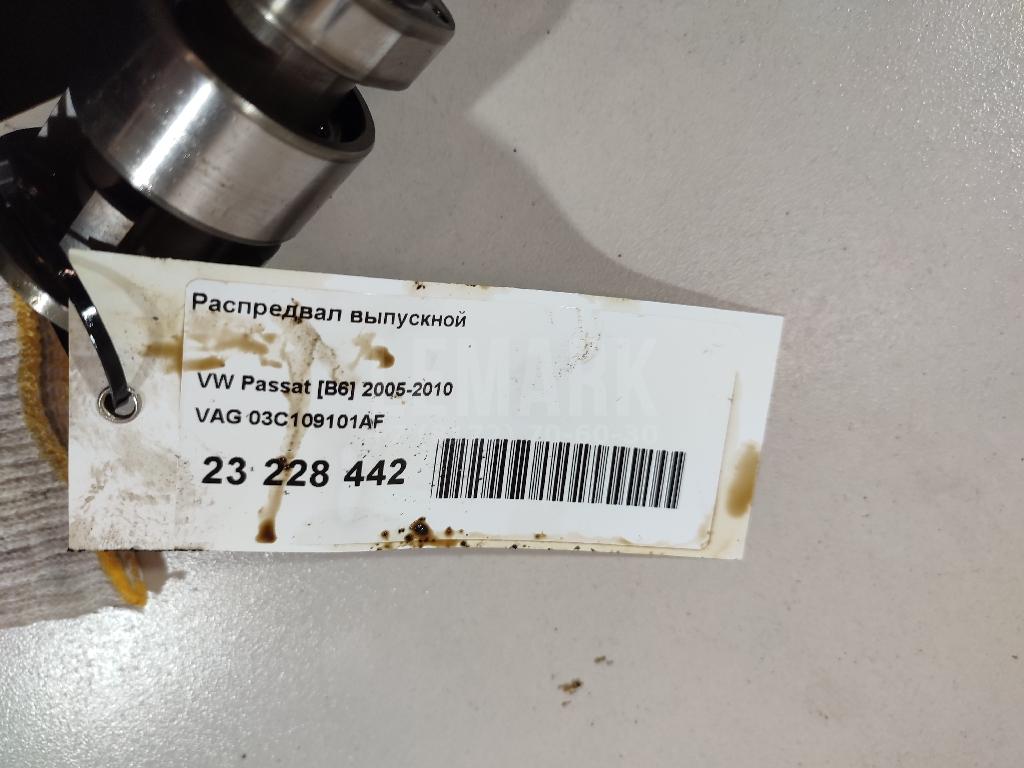 Распредвал выпускной
VW Passat [B6] 2005-2010
VAG 03C109101AF
23 228 442